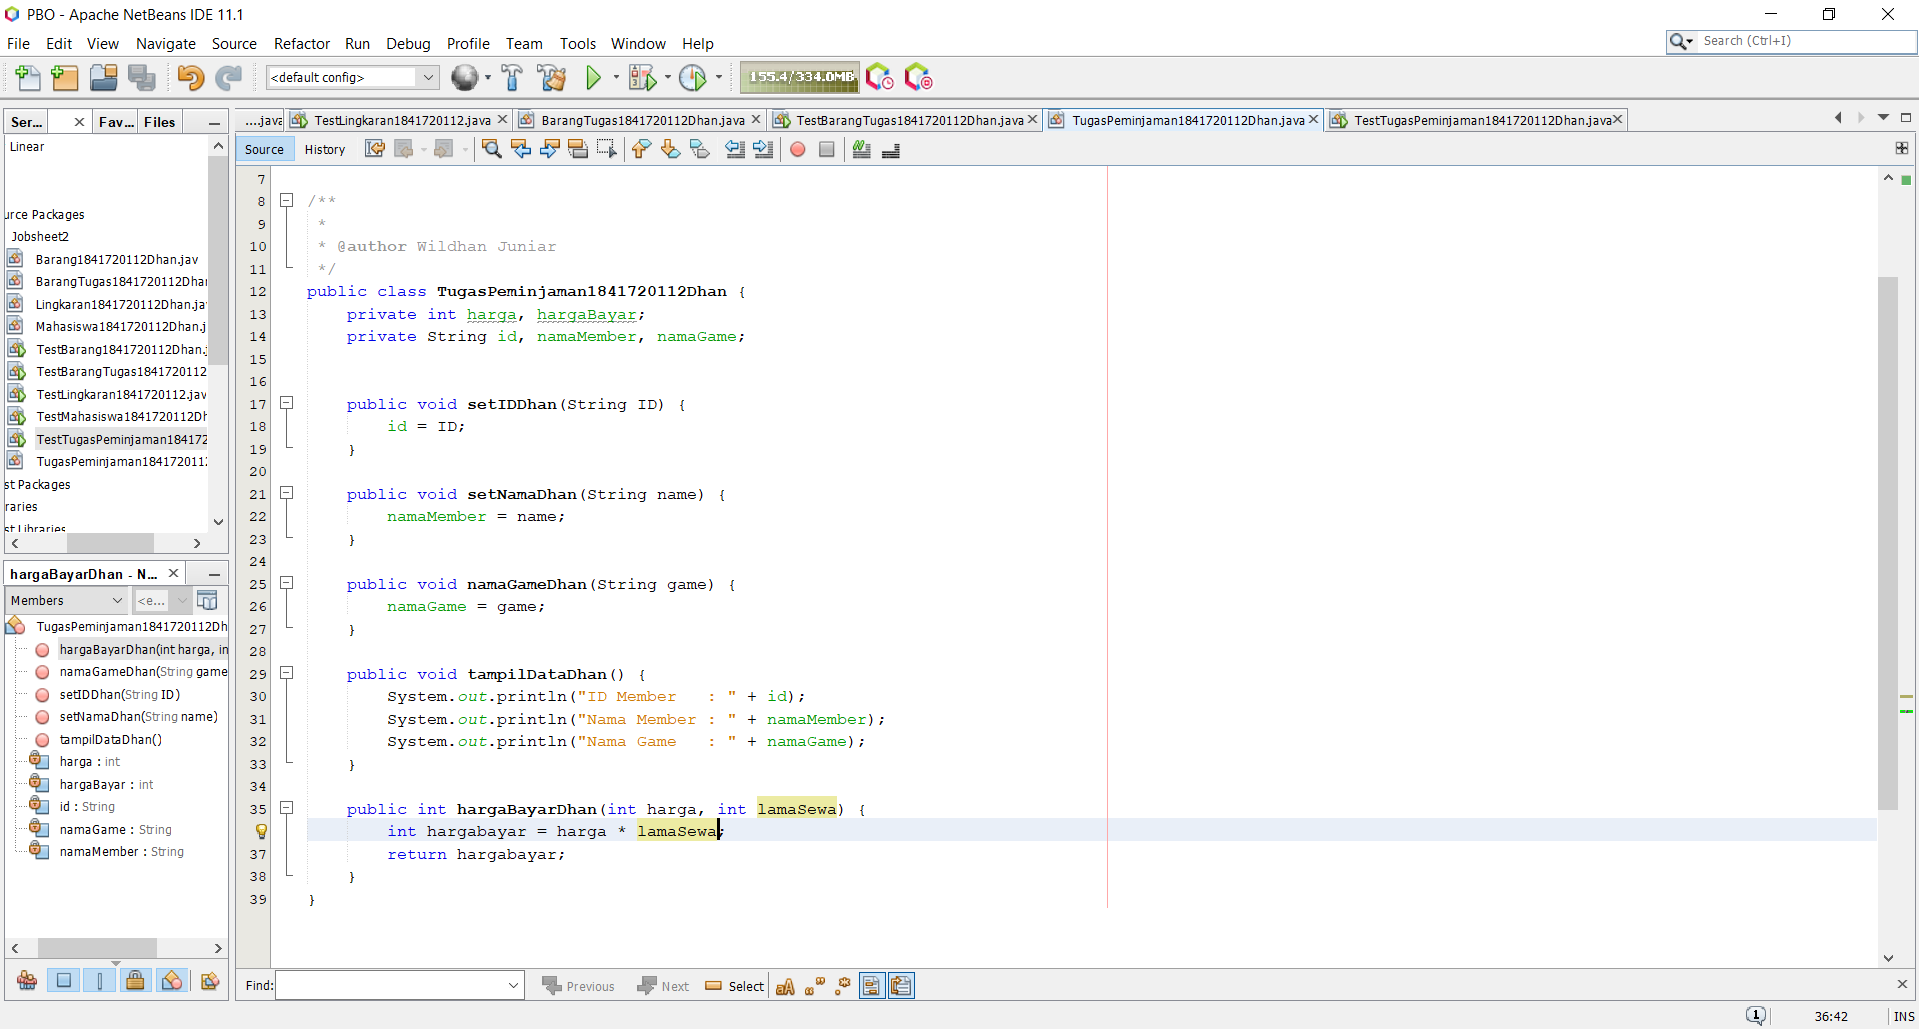 PBO - Apache NetBeans IDE 11.1
File Edit View Navigate Source Refactor Run Debug Profile Team Tools Window Help
Search (Ctrl+I)
<default config>
155.4/334.0MB
Ser... Fav... Files
....java TestLingkaran1841720112.java BarangTugas1841720112Dhan.java TestBarangTugas1841720112Dhan.java TugasPeminjaman1841720112Dhan.java TestTugasPeminjaman1841720112Dhan.java
Source History
Linear
urce Packages
Jobsheet2
Barang1841720112Dhan.jav
BarangTugas1841720112Dhan
Lingkaran1841720112Dhan.ja
Mahasiswa1841720112Dhan.j
TestBarang1841720112Dhan.j
TestBarangTugas1841720112
TestLingkaran1841720112.jav
TestMahasiswa1841720112Dh
TestTugasPeminjaman184172
TugasPeminjaman1841720112
st Packages
raries
st Libraries
hargaBayarDhan - N...
Members <e...
TugasPeminjaman1841720112Dh
hargaBayarDhan(int harga, in
namaGameDhan(String game
setIDDhan(String ID)
setNamaDhan(String name)
tampilDataDhan()
harga : int
hargaBayar : int
id : String
namaGame : String
namaMember : String
7
8 /**
9 *
10 * @author Wildhan Juniar
11 */
12 public class TugasPeminjaman1841720112Dhan {
13 private int harga, hargaBayar;
14 private String id, namaMember, namaGame;
15
16
17 public void setIDDhan(String ID) {
18 id = ID;
19 }
20
21 public void setNamaDhan(String name) {
22 namaMember = name;
23 }
24
25 public void namaGameDhan(String game) {
26 namaGame = game;
27 }
28
29 public void tampilDataDhan() {
30 System.out.println("ID Member   : " + id);
31 System.out.println("Nama Member : " + namaMember);
32 System.out.println("Nama Game   : " + namaGame);
33 }
34
35 public int hargaBayarDhan(int harga, int lamaSewa) {
int hargabayar = harga * lamaSewa;
37 return hargabayar;
38 }
39 }
Find: Previous Next Select
1 36:42 INS